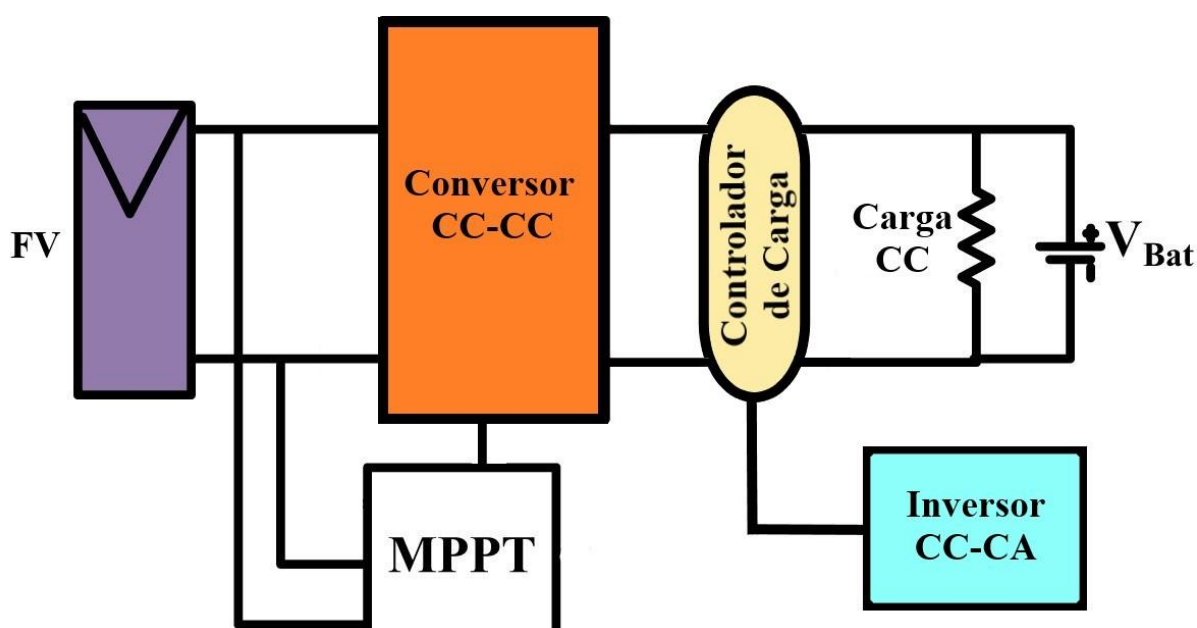 FV
Conversor
CC-CC
MPPT
Controlador
de Carga
Carga
CC
V Bat
Inversor
CC-CA